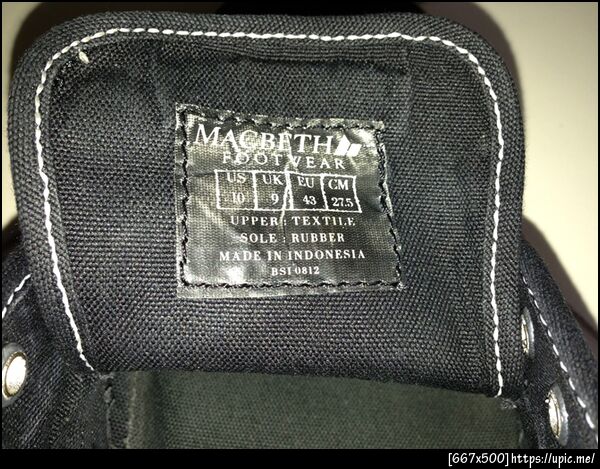 MACBETH
FOOTWEAR
US UK EU CM
10 9 43 27.5
UPPER : TEXTILE
SOLE : RUBBER
MADE IN INDONESIA
BSI 0812
[667x500]https://upic.me/